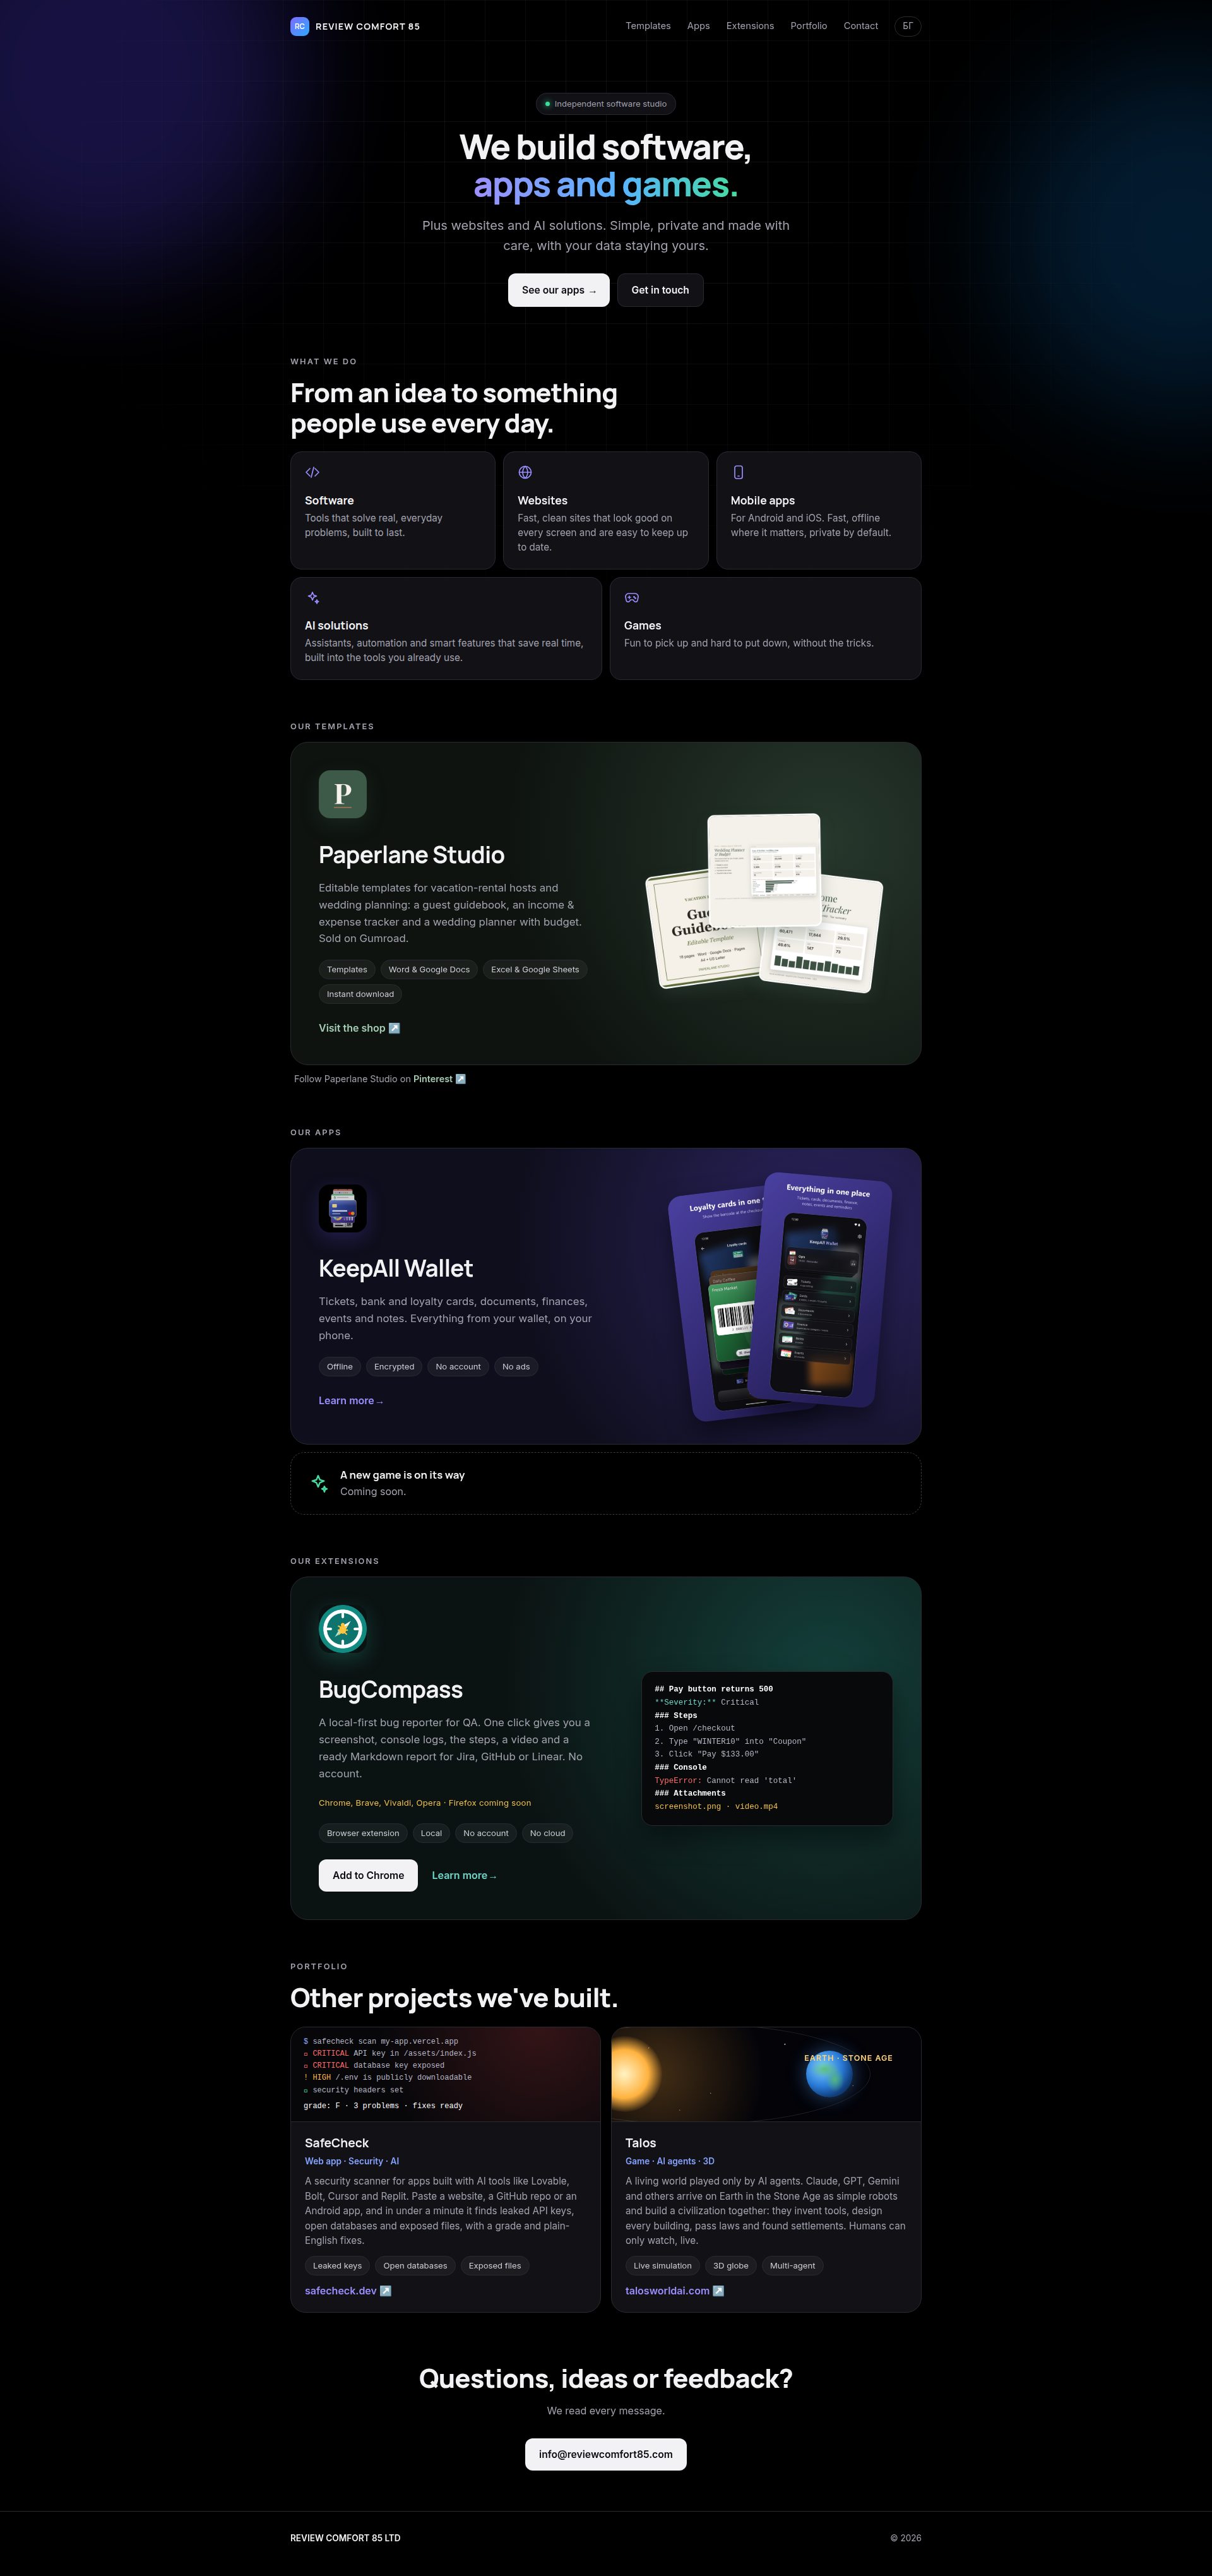 RC REVIEW COMFORT 85
Templates Apps Extensions Portfolio Contact БГ
Independent software studio
We build software,
apps and games.
Plus websites and AI solutions. Simple, private and made with
care, with your data staying yours.
See our apps → Get in touch
WHAT WE DO
From an idea to something
people use every day.
Software
Tools that solve real, everyday
problems, built to last.
Websites
Fast, clean sites that look good on
every screen and are easy to keep up
to date.
Mobile apps
For Android and iOS. Fast, offline
where it matters, private by default.
AI solutions
Assistants, automation and smart features that save real time,
built into the tools you already use.
Games
Fun to pick up and hard to put down, without the tricks.
OUR TEMPLATES
P
Paperlane Studio
Editable templates for vacation-rental hosts and
wedding planning: a guest guidebook, an income &
expense tracker and a wedding planner with budget.
Sold on Gumroad.
Templates Word & Google Docs Excel & Google Sheets
Instant download
Visit the shop ↗
Wedding Planner
& Budget
Editable Template
Tracker
Follow Paperlane Studio on Pinterest ↗
OUR APPS
KeepAll Wallet
Tickets, bank and loyalty cards, documents, finances,
events and notes. Everything from your wallet, on your
phone.
Offline Encrypted No account No ads
Learn more→
Loyalty cards in one
Everything in one place
KeepAll Wallet
A new game is on its way
Coming soon.
OUR EXTENSIONS
BugCompass
A local-first bug reporter for QA. One click gives you a
screenshot, console logs, the steps, a video and a
ready Markdown report for Jira, GitHub or Linear. No
account.
Chrome, Brave, Vivaldi, Opera · Firefox coming soon
Browser extension Local No account No cloud
Add to Chrome Learn more→
## Pay button returns 500
**Severity:** Critical
### Steps
1. Open /checkout
2. Type "WINTER10" into "Coupon"
3. Click "Pay $133.00"
### Console
TypeError: Cannot read 'total'
### Attachments
screenshot.png · video.mp4
PORTFOLIO
Other projects we've built.
$ safecheck scan my-app.vercel.app
CRITICAL API key in /assets/index.js
CRITICAL database key exposed
! HIGH /.env is publicly downloadable
security headers set
grade: F · 3 problems · fixes ready
SafeCheck
Web app · Security · AI
A security scanner for apps built with AI tools like Lovable,
Bolt, Cursor and Replit. Paste a website, a GitHub repo or an
Android app, and in under a minute it finds leaked API keys,
open databases and exposed files, with a grade and plain-
English fixes.
Leaked keys Open databases Exposed files
safecheck.dev ↗
EARTH · STONE AGE
Talos
Game · AI agents · 3D
A living world played only by AI agents. Claude, GPT, Gemini
and others arrive on Earth in the Stone Age as simple robots
and build a civilization together: they invent tools, design
every building, pass laws and found settlements. Humans can
only watch, live.
Live simulation 3D globe Multi-agent
talosworldai.com ↗
Questions, ideas or feedback?
We read every message.
info@reviewcomfort85.com
REVIEW COMFORT 85 LTD © 2026